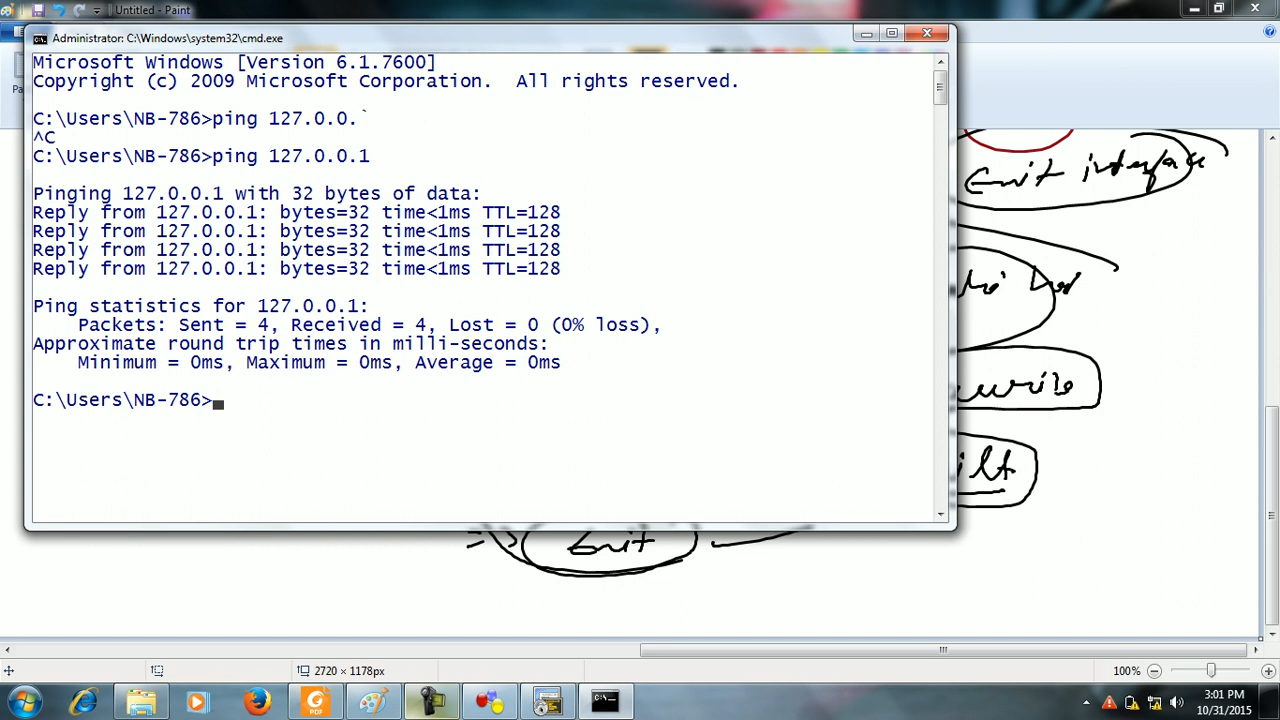 Untitled - Paint
Administrator: C:\Windows\system32\cmd.exe
Microsoft Windows [Version 6.1.7600]
Copyright (c) 2009 Microsoft Corporation.  All rights reserved.
C:\Users\NB-786>ping 127.0.0.`
^C
C:\Users\NB-786>ping 127.0.0.1
Pinging 127.0.0.1 with 32 bytes of data:
Reply from 127.0.0.1: bytes=32 time<1ms TTL=128
Reply from 127.0.0.1: bytes=32 time<1ms TTL=128
Reply from 127.0.0.1: bytes=32 time<1ms TTL=128
Reply from 127.0.0.1: bytes=32 time<1ms TTL=128
Ping statistics for 127.0.0.1:
Packets: Sent = 4, Received = 4, Lost = 0 (0% loss),
Approximate round trip times in milli-seconds:
Minimum = 0ms, Maximum = 0ms, Average = 0ms
C:\Users\NB-786>
interface
2720 × 1178px
100%
PDF
3:01 PM
10/31/2015